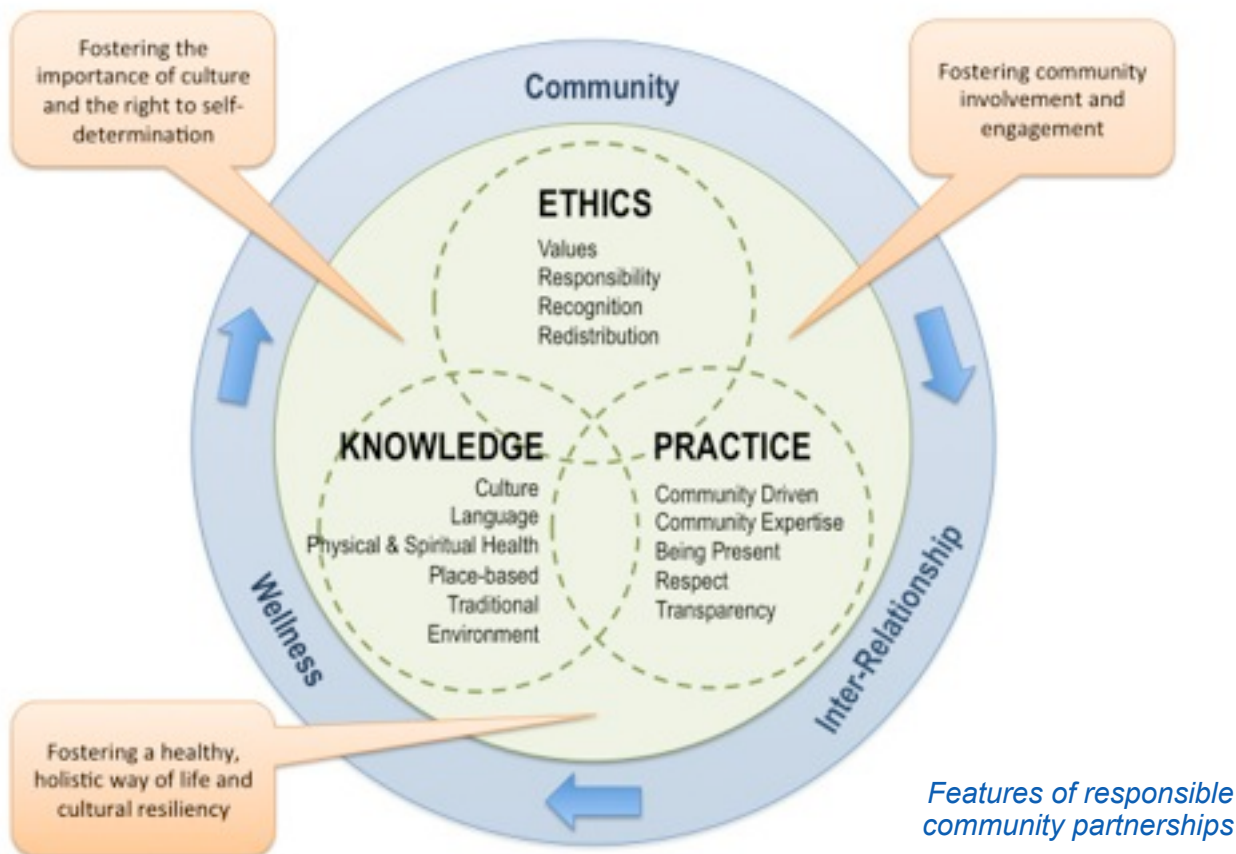 Fostering the
importance of culture
and the right to self-
determination
Community
Fostering community
involvement and
engagement
ETHICS
Values
Responsibility
Recognition
Redistribution
KNOWLEDGE
Culture
Language
Physical & Spiritual Health
Place-based
Traditional
Environment
PRACTICE
Community Driven
Community Expertise
Being Present
Respect
Transparency
Wellness
Inter-Relationship
Fostering a healthy,
holistic way of life and
cultural resiliency
Features of responsible
community partnerships